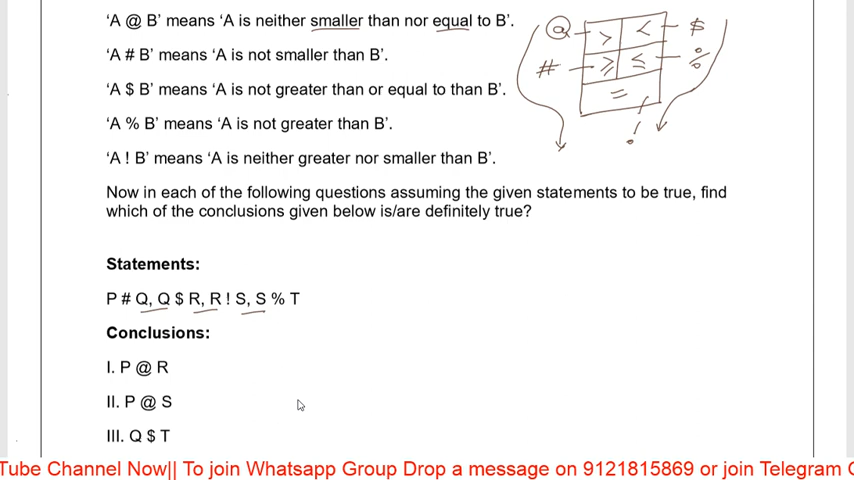 ‘A @ B’ means ‘A is neither smaller than nor equal to B’.
‘A # B’ means ‘A is not smaller than B’.
‘A $ B’ means ‘A is not greater than or equal to than B’.
‘A % B’ means ‘A is not greater than B’.
‘A ! B’ means ‘A is neither greater nor smaller than B’.
@ > < $
# ≥ ≤ %
=
!
Now in each of the following questions assuming the given statements to be true, find
which of the conclusions given below is/are definitely true?
Statements:
P # Q, Q $ R, R ! S, S % T
Conclusions:
I. P @ R
II. P @ S
III. Q $ T
Tube Channel Now|| To join Whatsapp Group Drop a message on 9121815869 or join Telegram